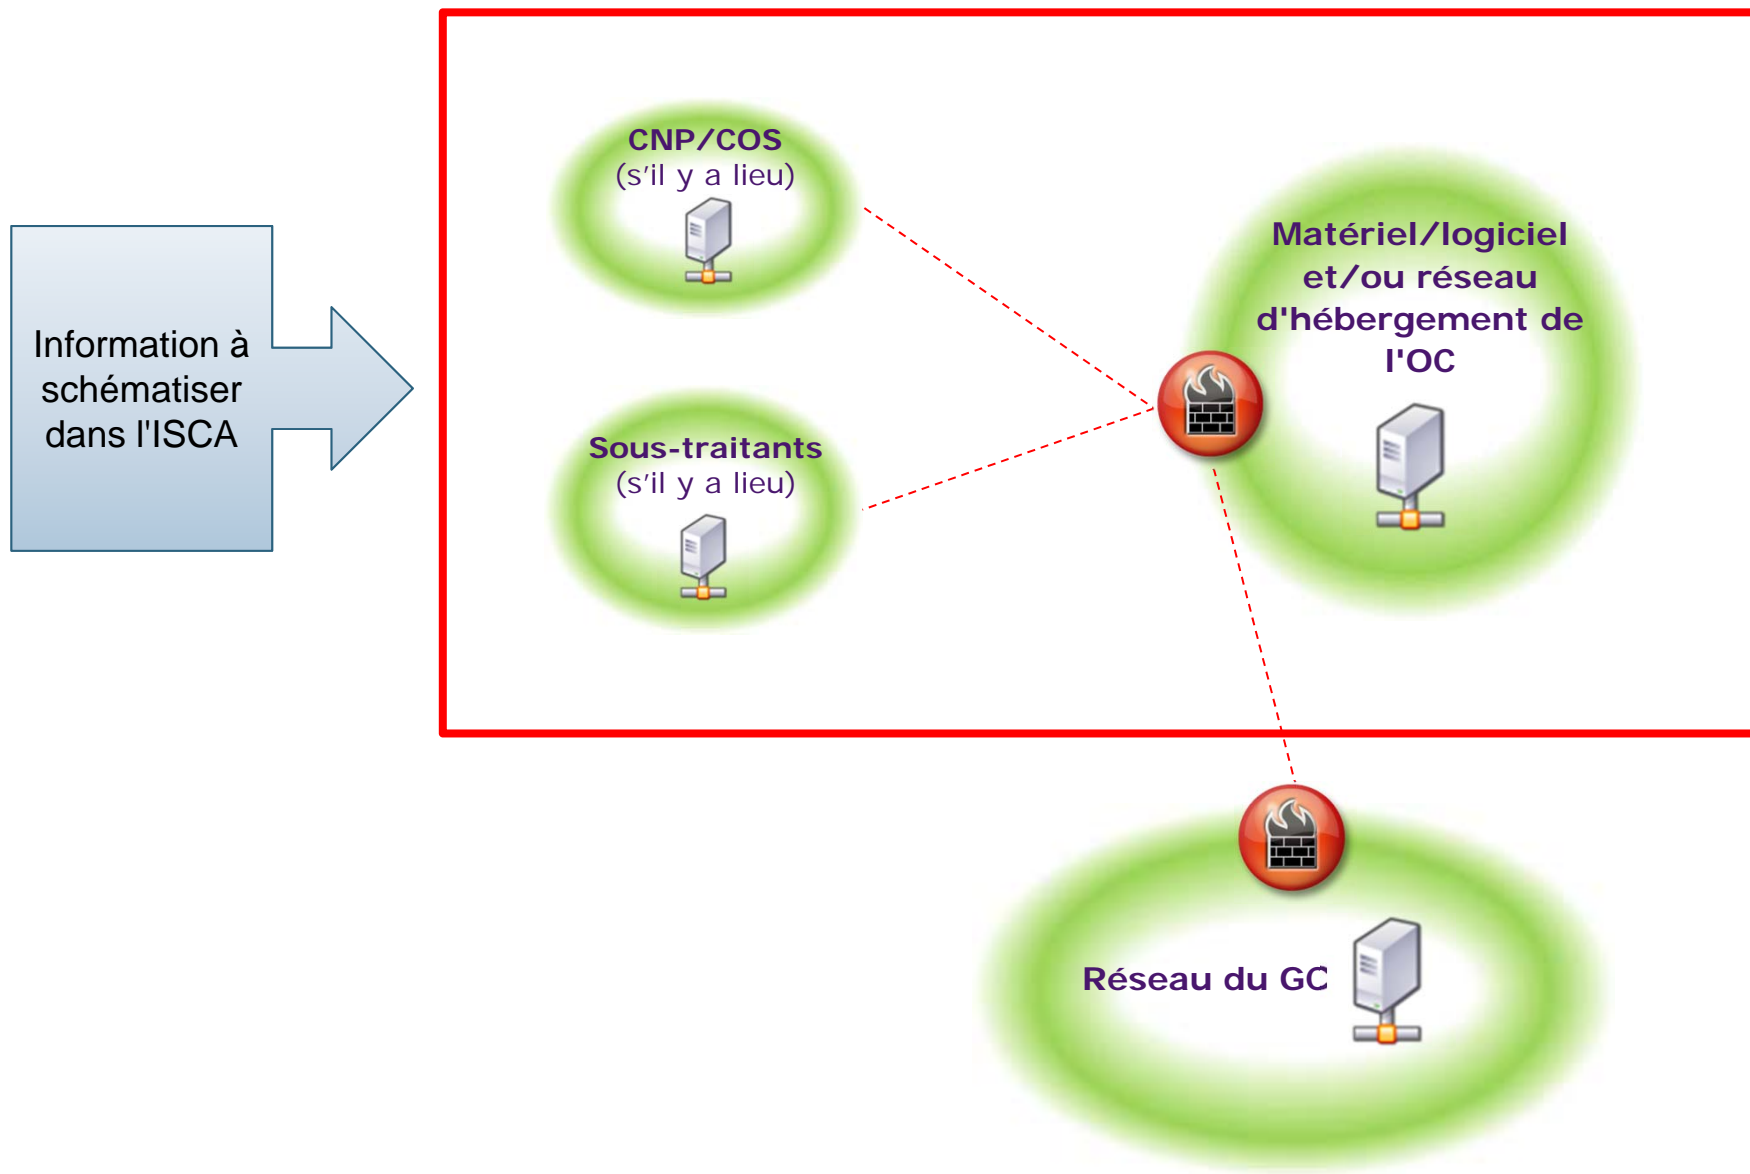 CNP/COS
(s'il y a lieu)
Matériel/logiciel
et/ou réseau
d'hébergement de
l'OC
Information à
schématiser
dans l'ISCA
Sous-traitants
(s'il y a lieu)
Réseau du GC